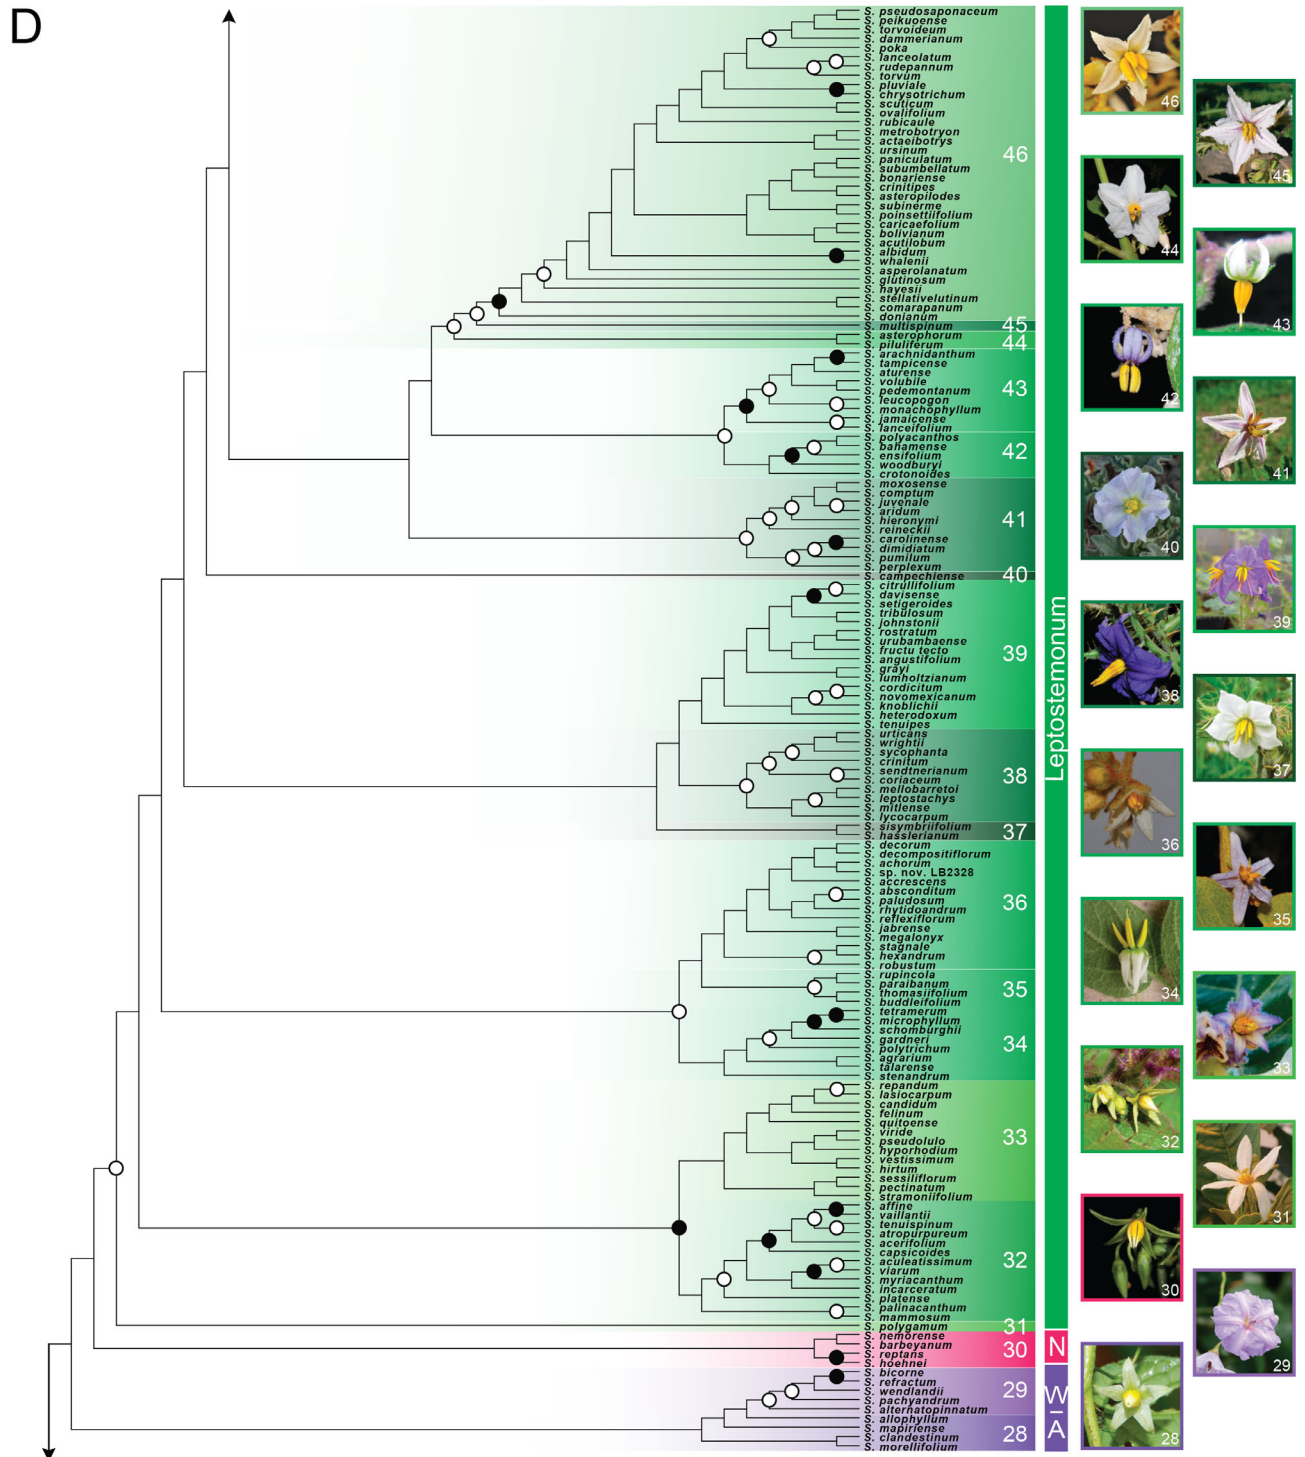 D
S. pseudosaponaceum
S. peikuoense
S. torvoideum
S. dammerianum
S. poka
S. lanceolatum
S. rudepannum
S. torvum
S. pluviale
S. chrysotrichum
S. scuticum
S. ovalifolium
S. rubicaule
S. metrobotryon
S. actaeibotrys
S. ursinum
S. paniculatum
S. subumbellatum
S. bonariense
S. crinitipes
S. asteropilodes
S. subinerme
S. poinsettiifolium
S. caricaefolium
S. bolivianum
S. acutilobum
S. albidum
S. whalenii
S. asperolanatum
S. glutinosum
S. hayesii
S. stellativelutinum
S. comarapanum
S. donianum
46
S. multispinum
45
S. asterophorum
S. piluliferum
44
S. arachnidanthum
S. tampicense
S. aturense
S. volubile
S. pedemontanum
S. leucopogon
S. monachophyllum
S. jamaicense
S. lanceifolium
43
S. polyacanthos
S. bahamense
S. ensifolium
S. woodburyi
S. crotonoides
42
S. moxosense
S. comptum
S. juvenale
S. aridum
S. hieronymi
S. reineckii
S. carolinense
S. dimidiatum
S. pumilum
S. perplexum
41
S. campechiense
40
S. citrullifolium
S. davisense
S. setigeroides
S. tribulosum
S. johnstonii
S. rostratum
S. urubambaense
S. fructu tecto
S. angustifolium
S. grayi
S. lumholtzianum
S. cordicitum
S. novomexicanum
S. knoblichii
S. heterodoxum
S. tenuipes
39
S. urticans
S. wrightii
S. sycophanta
S. crinitum
S. sendtnerianum
S. coriaceum
S. mellobarretoi
S. leptostachys
S. mitlense
S. lycocarpum
38
S. sisymbriifolium
S. hasslerianum
37
S. decorum
S. decompositiflorum
S. achorum
S. sp. nov. LB2328
S. accrescens
S. absconditum
S. paludosum
S. rhytidoandrum
S. reflexiflorum
S. jabrense
S. megalonyx
S. stagnale
S. hexandrum
S. robustum
36
S. rupincola
S. paraibanum
S. thomasiifolium
S. buddleifolium
35
S. tetramerum
S. microphyllum
S. schomburghii
S. gardneri
S. polytrichum
S. agrarium
S. talarense
S. stenandrum
34
S. repandum
S. lasiocarpum
S. candidum
S. felinum
S. quitoense
S. viride
S. pseudolulo
S. hyporhodium
S. vestissimum
S. hirtum
S. sessiliflorum
S. pectinatum
S. stramoniifolium
33
S. affine
S. vaillantii
S. tenuispinum
S. atropurpureum
S. acerifolium
S. capsicoides
S. aculeatissimum
S. viarum
S. myriacanthum
S. incarceratum
S. platense
S. palinacanthum
S. mammosum
32
S. polygamum
31
S. nemorense
S. barbeyanum
S. reptans
S. hoehnei
30
S. bicorne
S. refractum
S. wendlandii
S. pachyandrum
S. alternatopinnatum
29
S. allophyllum
S. mapiriense
S. clandestinum
S. morellifolium
28
Leptostemonum
N
W–A
46
45
44
43
42
41
40
39
38
37
36
35
34
33
32
31
30
29
28